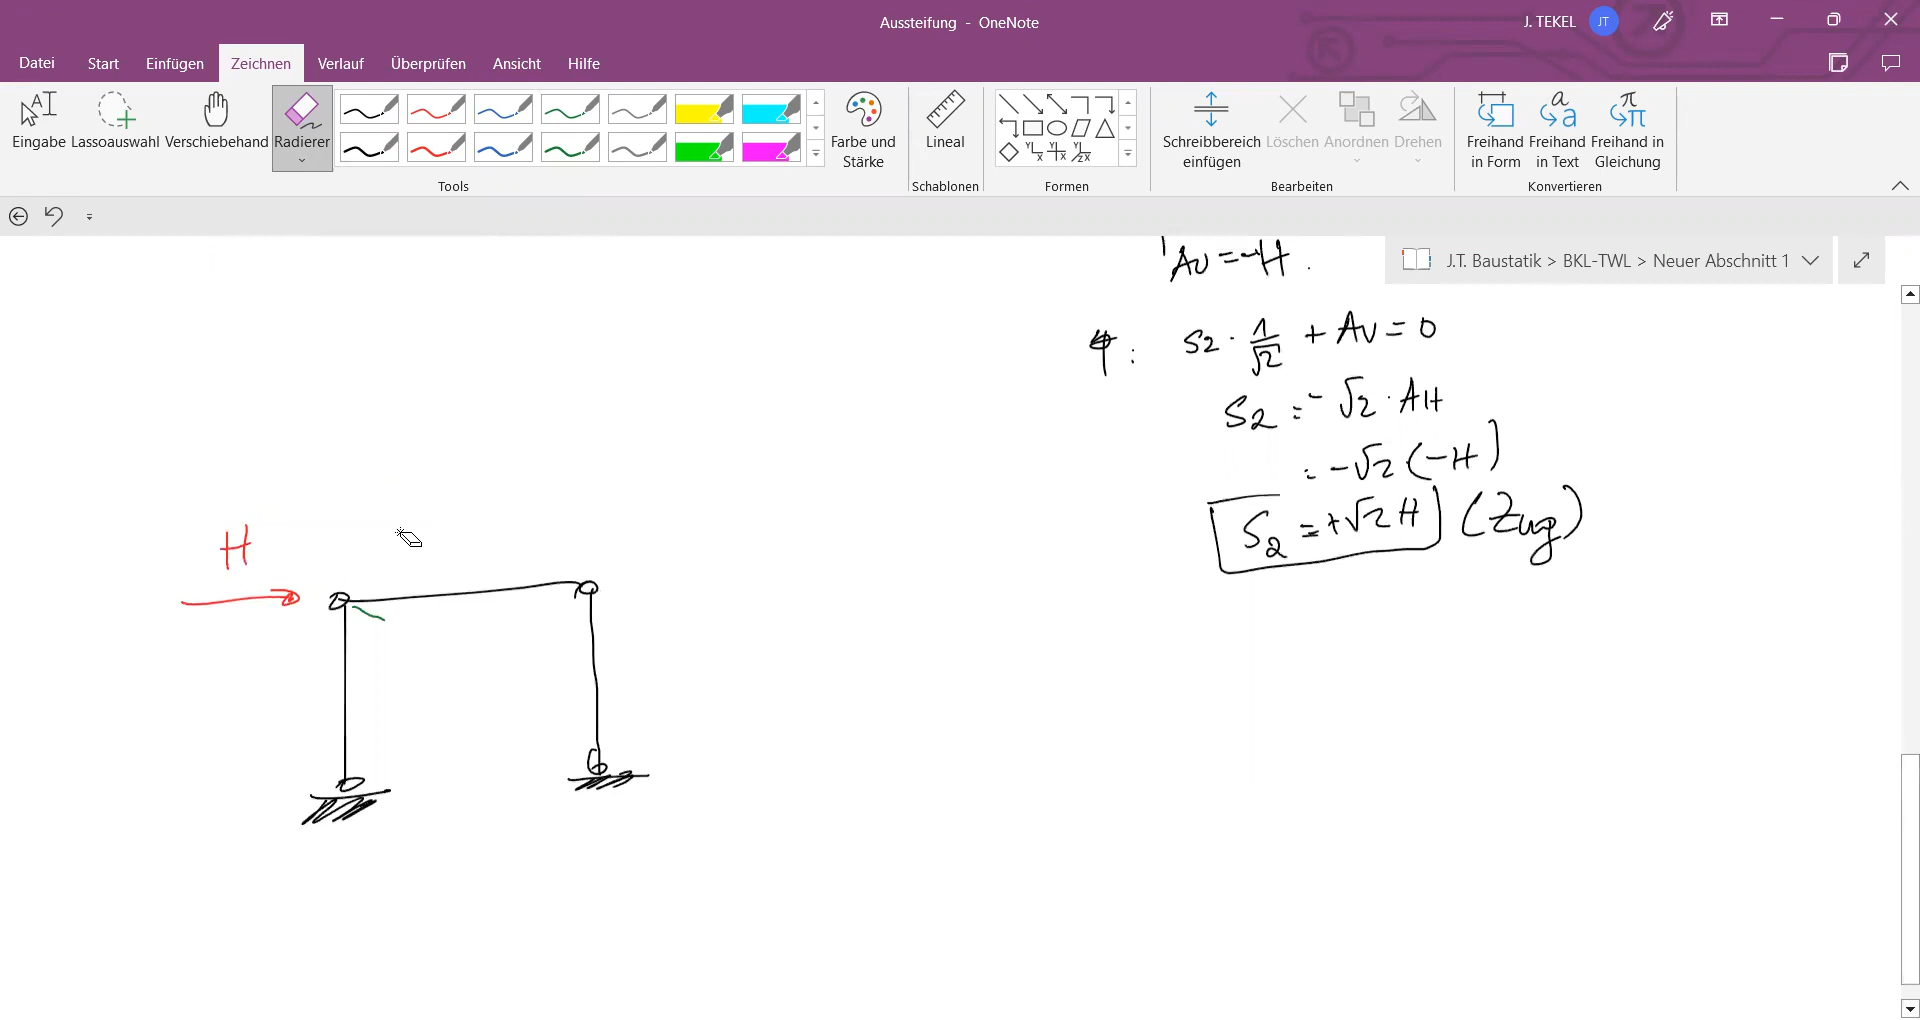 Aussteifung - OneNote
J. TEKEL JT
Datei Start Einfügen Zeichnen Verlauf Überprüfen Ansicht Hilfe
Eingabe Lassoauswahl Verschiebehand Radierer
Farbe und Stärke
Lineal
Schreibbereich einfügen
Löschen Anordnen Drehen
Freihand in Form
Freihand in Text
Freihand in Gleichung
Tools Schablonen Formen Bearbeiten Konvertieren
J.T. Baustatik > BKL-TWL > Neuer Abschnitt 1
Av = -H.
S2 · 1/√2 + Av = 0
S2 = - √2 · AH
= -√2 (-H)
S2 = +√2 H (Zug)
H